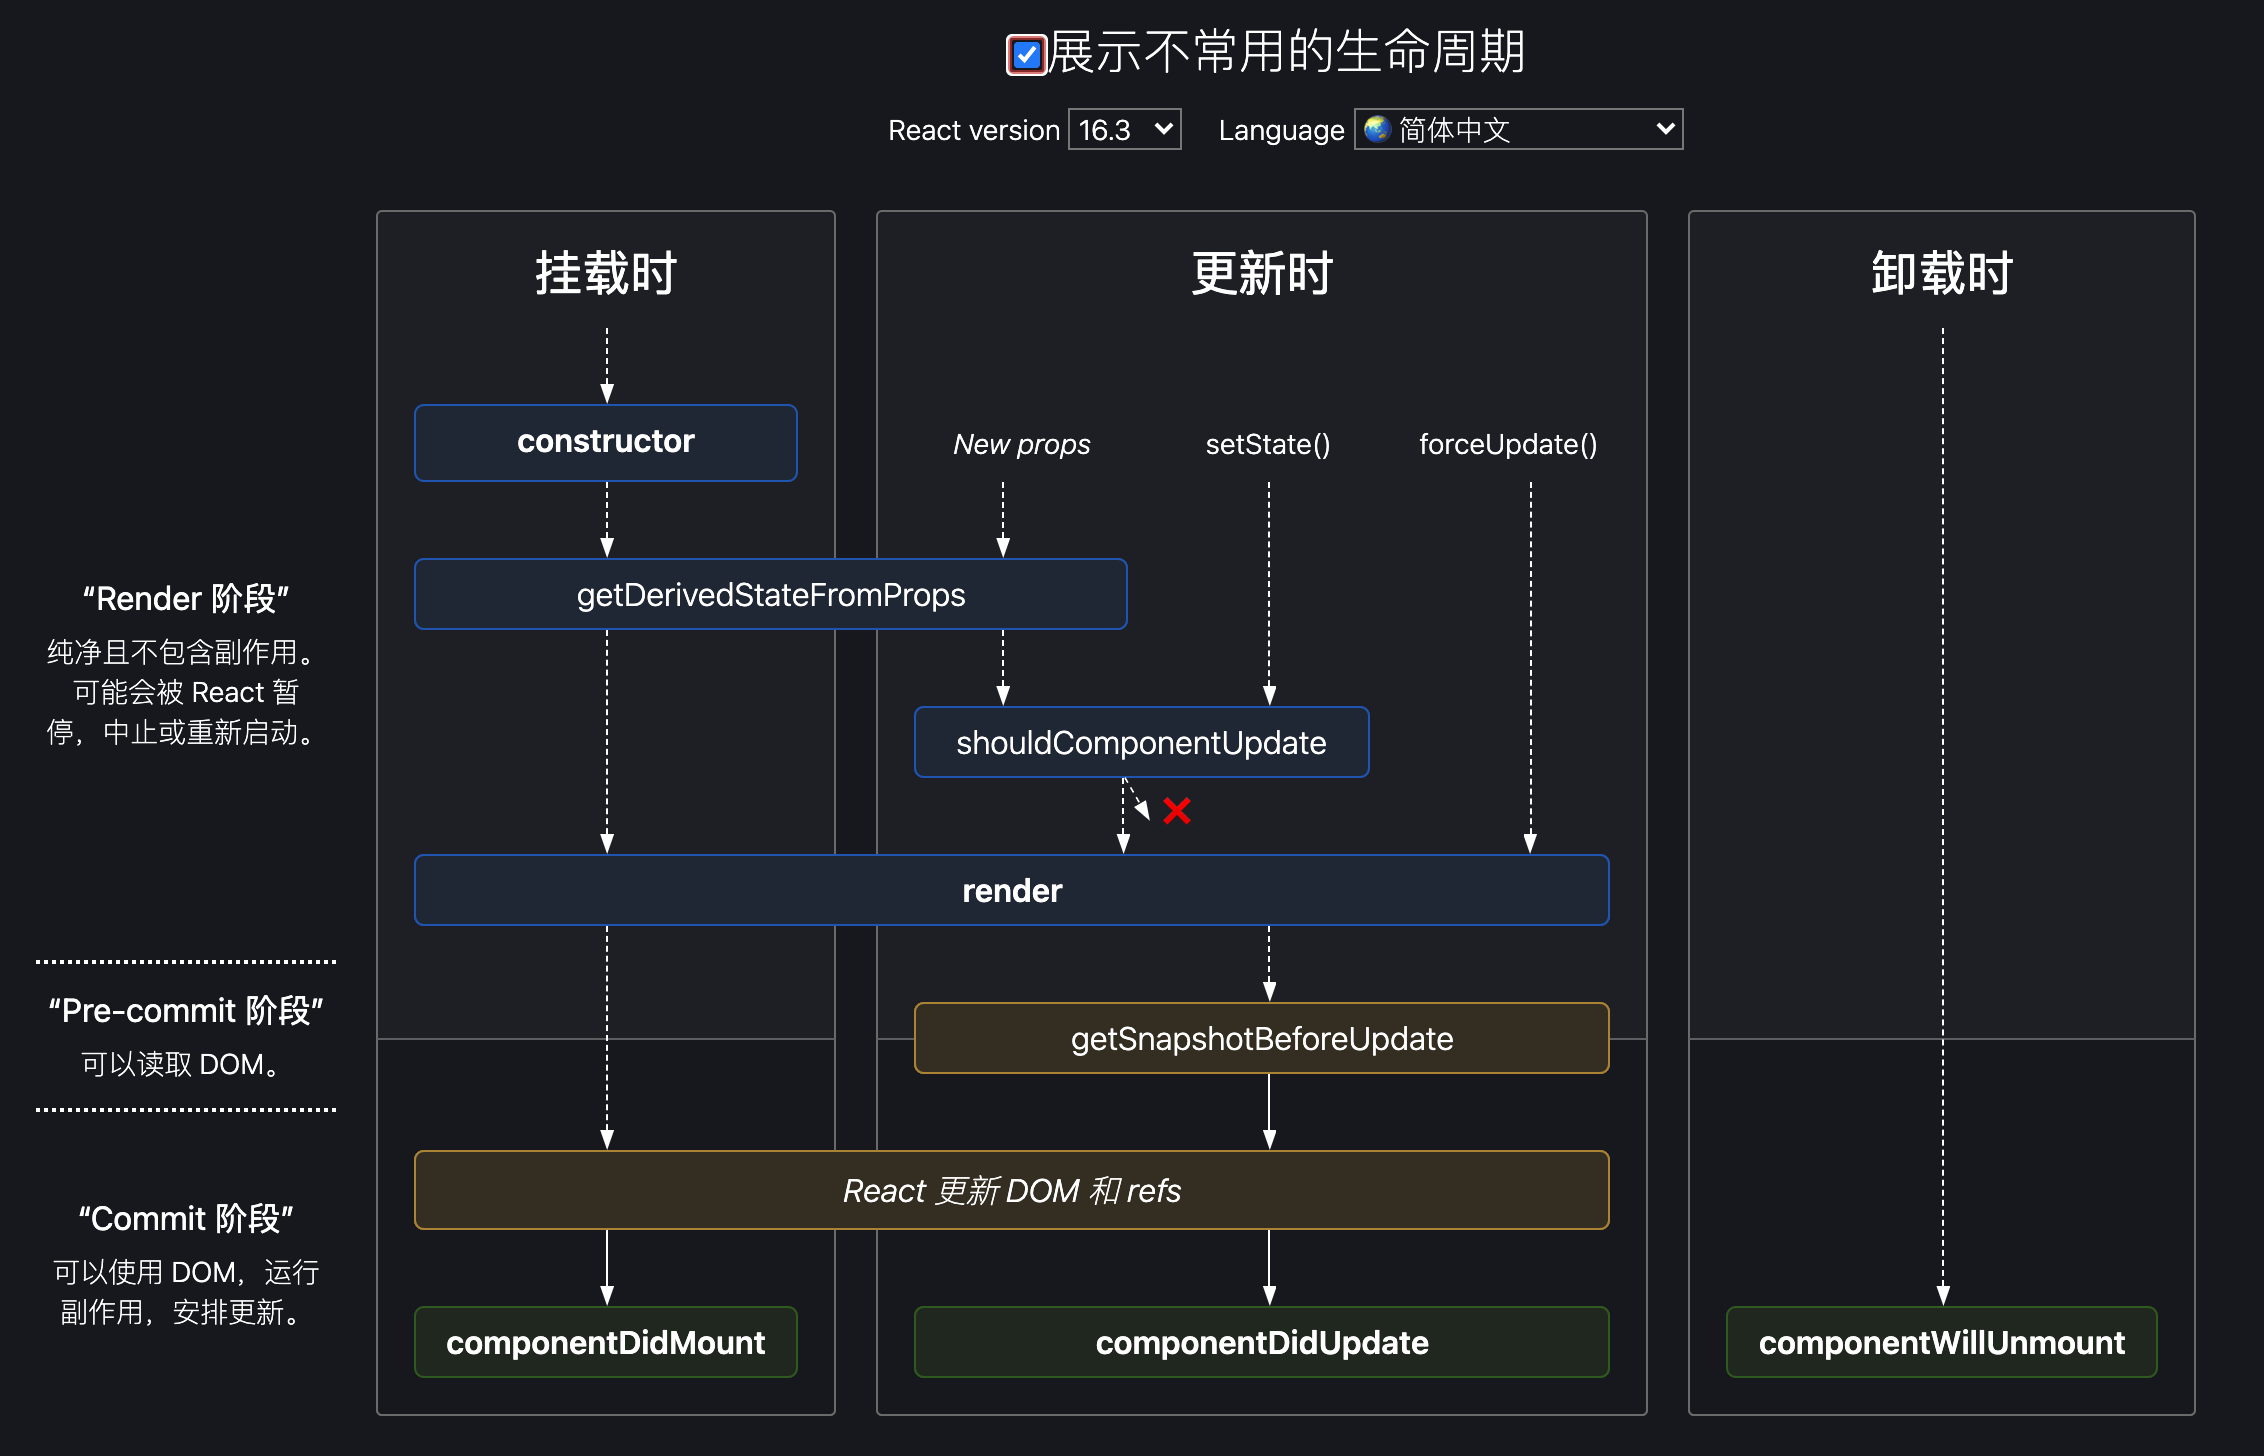 展示不常用的生命周期
React version 16.3 Language 简体中文
挂载时
更新时
卸载时
constructor
New props
setState()
forceUpdate()
getDerivedStateFromProps
“Render 阶段”
纯净且不包含副作用。
可能会被 React 暂
停，中止或重新启动。
shouldComponentUpdate
render
“Pre-commit 阶段”
可以读取 DOM。
getSnapshotBeforeUpdate
React 更新 DOM 和 refs
“Commit 阶段”
可以使用 DOM，运行
副作用，安排更新。
componentDidMount
componentDidUpdate
componentWillUnmount